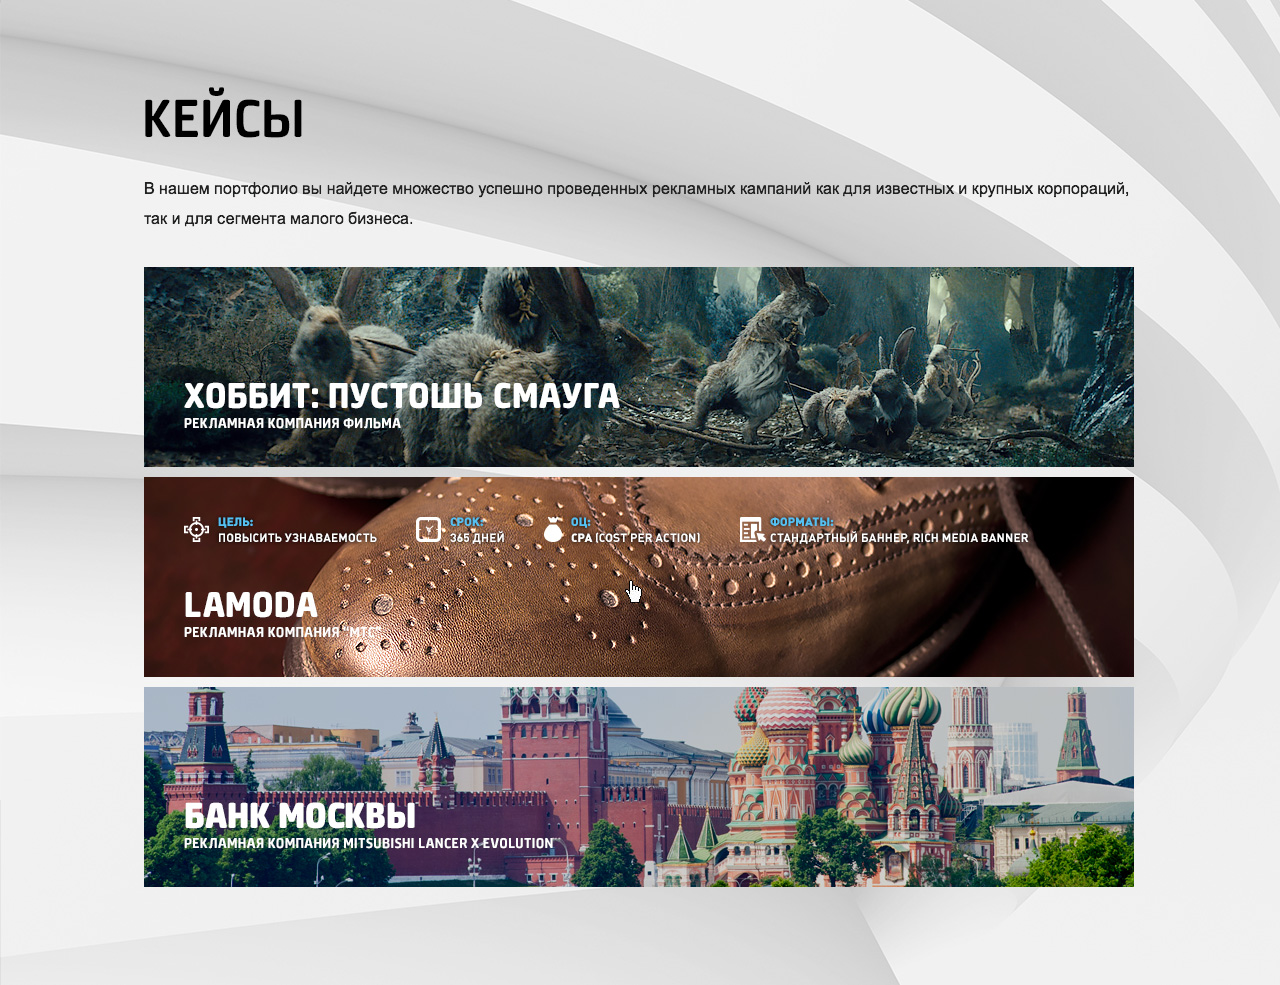 КЕЙСЫ
В нашем портфолио вы найдете множество успешно проведенных рекламных кампаний как для известных и крупных корпораций,
так и для сегмента малого бизнеса.
ХОББИТ: ПУСТОШЬ СМАУГА
РЕКЛАМНАЯ КОМПАНИЯ ФИЛЬМА
ЦЕЛЬ:
ПОВЫСИТЬ УЗНАВАЕМОСТЬ
СРОК:
365 ДНЕЙ
ОЦ:
CPA (COST PER ACTION)
ФОРМАТЫ:
СТАНДАРТНЫЙ БАННЕР, RICH MEDIA BANNER
LAMODA
РЕКЛАМНАЯ КОМПАНИЯ "МТС"
БАНК МОСКВЫ
РЕКЛАМНАЯ КОМПАНИЯ MITSUBISHI LANCER X EVOLUTION